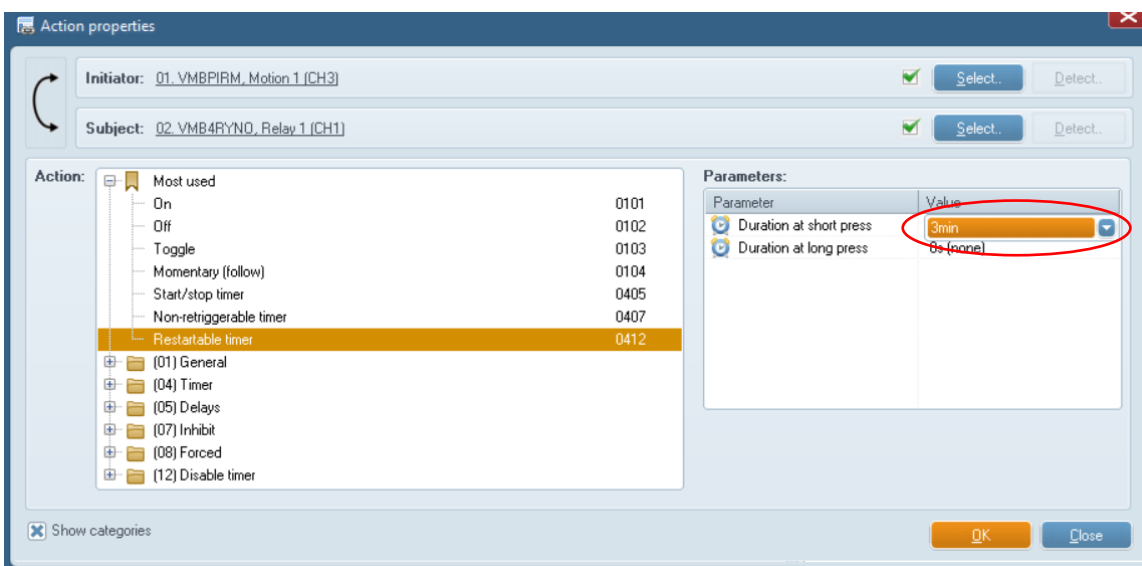 Action properties
Initiator: 01. VMBPIRM, Motion 1 (CH3) Select.. Detect..
Subject: 02. VMB4RYNO, Relay 1 (CH1) Select.. Detect..
Action:
Most used
On 0101
Off 0102
Toggle 0103
Momentary (follow) 0104
Start/stop timer 0405
Non-retriggerable timer 0407
Restartable timer 0412
(01) General
(04) Timer
(05) Delays
(07) Inhibit
(08) Forced
(12) Disable timer
Parameters:
Parameter Value
Duration at short press 3min
Duration at long press 0s (none)
Show categories
OK Close